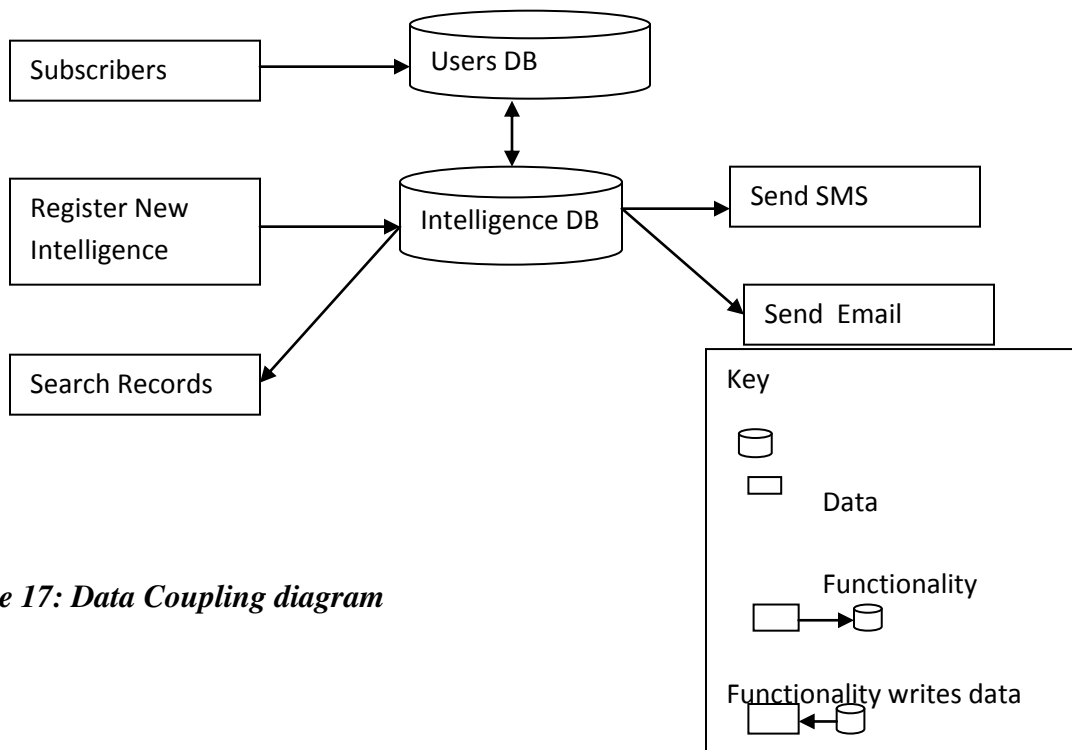 Subscribers
Users DB
Register New
Intelligence
Intelligence DB
Send SMS
Send Email
Search Records
Key
Data
Functionality
Functionality writes data
e 17: Data Coupling diagram